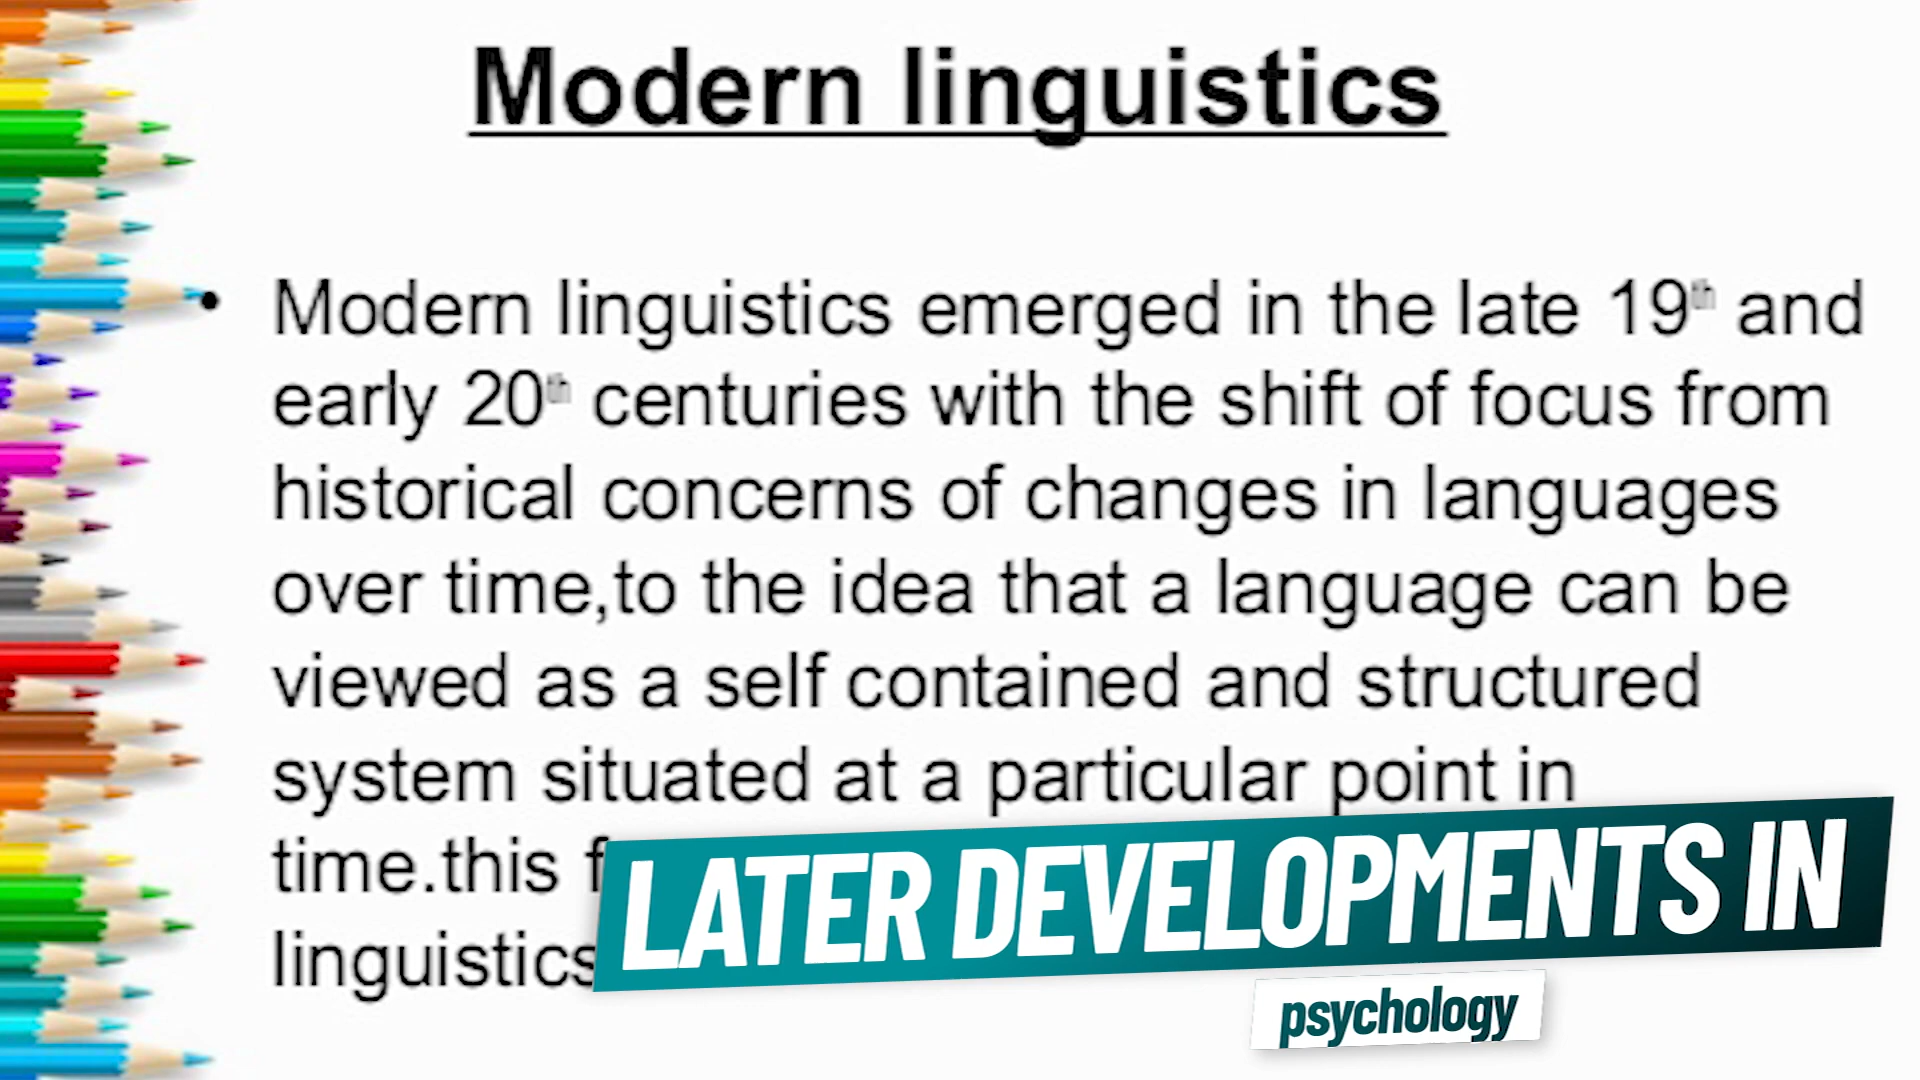 Modern linguistics
• Modern linguistics emerged in the late 19th and
early 20th centuries with the shift of focus from
historical concerns of changes in languages
over time,to the idea that a language can be
viewed as a self contained and structured
system situated at a particular point in
time.this
linguistics
LATER DEVELOPMENTS IN
psychology